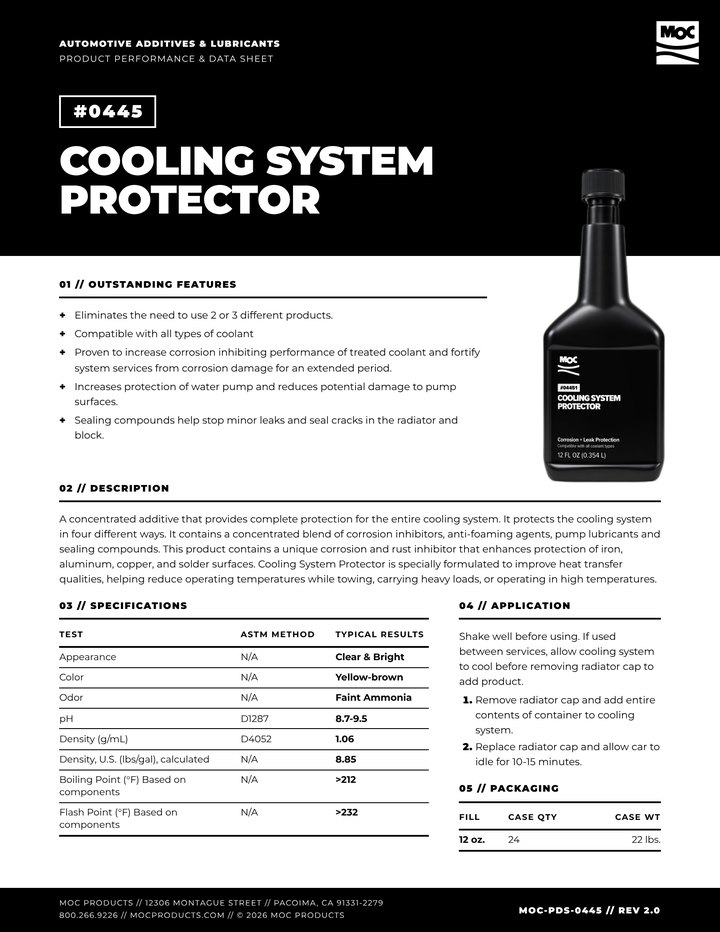 AUTOMOTIVE ADDITIVES & LUBRICANTS
PRODUCT PERFORMANCE & DATA SHEET
MOC
#0445
COOLING SYSTEM
PROTECTOR
01 // OUTSTANDING FEATURES
+ Eliminates the need to use 2 or 3 different products.
+ Compatible with all types of coolant
+ Proven to increase corrosion inhibiting performance of treated coolant and fortify
system services from corrosion damage for an extended period.
+ Increases protection of water pump and reduces potential damage to pump
surfaces.
+ Sealing compounds help stop minor leaks and seal cracks in the radiator and
block.
MOC
#04451
COOLING SYSTEM
PROTECTOR
Corrosion • Leak Protection
Compatible with all coolant types
12 FL OZ (0.354 L)
02 // DESCRIPTION
A concentrated additive that provides complete protection for the entire cooling system. It protects the cooling system
in four different ways. It contains a concentrated blend of corrosion inhibitors, anti-foaming agents, pump lubricants and
sealing compounds. This product contains a unique corrosion and rust inhibitor that enhances protection of iron,
aluminum, copper, and solder surfaces. Cooling System Protector is specially formulated to improve heat transfer
qualities, helping reduce operating temperatures while towing, carrying heavy loads, or operating in high temperatures.
03 // SPECIFICATIONS
TEST ASTM METHOD TYPICAL RESULTS
Appearance N/A Clear & Bright
Color N/A Yellow-brown
Odor N/A Faint Ammonia
pH D1287 8.7-9.5
Density (g/mL) D4052 1.06
Density, U.S. (lbs/gal), calculated N/A 8.85
Boiling Point (°F) Based on N/A >212
components
Flash Point (°F) Based on N/A >232
components
04 // APPLICATION
Shake well before using. If used
between services, allow cooling system
to cool before removing radiator cap to
add product.
1. Remove radiator cap and add entire
contents of container to cooling
system.
2. Replace radiator cap and allow car to
idle for 10-15 minutes.
05 // PACKAGING
FILL CASE QTY CASE WT
12 oz. 24 22 lbs.
MOC PRODUCTS // 12306 MONTAGUE STREET // PACOIMA, CA 91331-2279
800.266.9226 // MOCPRODUCTS.COM // © 2026 MOC PRODUCTS
MOC-PDS-0445 // REV 2.0